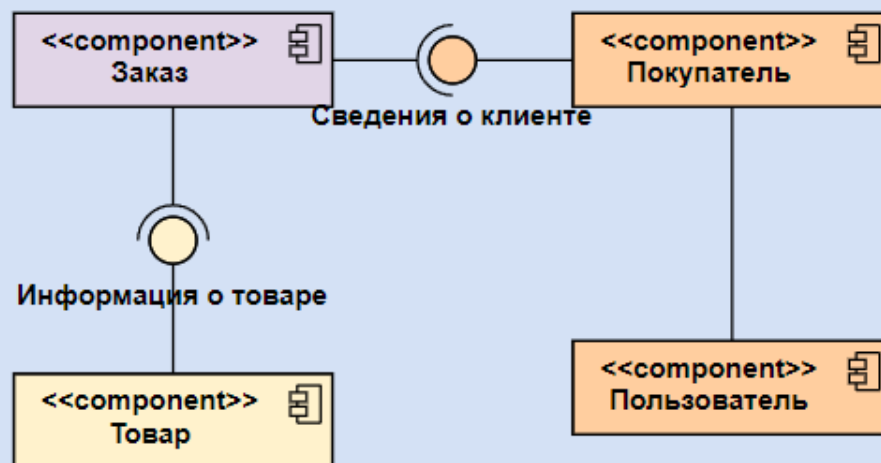 <<component>>
Заказ
<<component>>
Покупатель
Сведения о клиенте
Информация о товаре
<<component>>
Товар
<<component>>
Пользователь